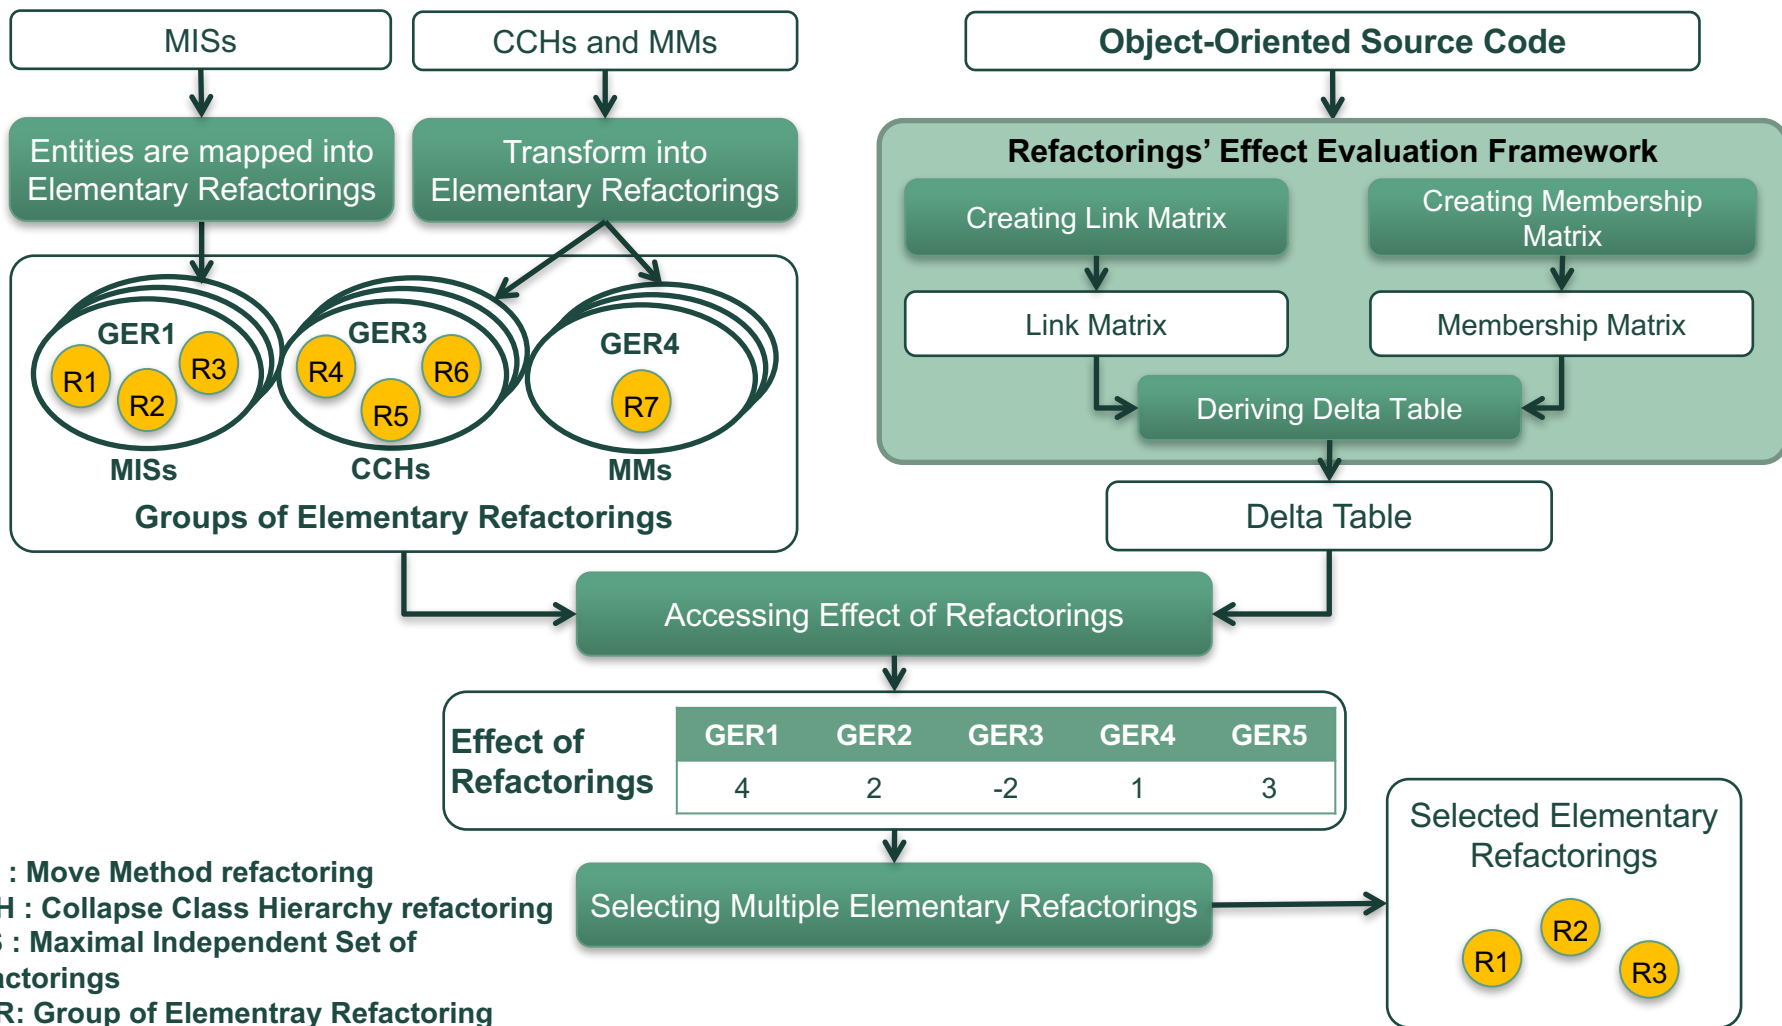 MISs
CCHs and MMs
Object-Oriented Source Code
Entities are mapped into
Elementary Refactorings
Transform into
Elementary Refactorings
Refactorings’ Effect Evaluation Framework
Creating Link Matrix
Creating Membership
Matrix
Link Matrix
Membership Matrix
Deriving Delta Table
Delta Table
GER1
R1
R2
R3
MISs
GER3
R4
R5
R6
CCHs
GER4
R7
MMs
Groups of Elementary Refactorings
Accessing Effect of Refactorings
Effect of
Refactorings
GER1 GER2 GER3 GER4 GER5
4 2 -2 1 3
Selecting Multiple Elementary Refactorings
Selected Elementary
Refactorings
R1
R2
R3
: Move Method refactoring
H : Collapse Class Hierarchy refactoring
S : Maximal Independent Set of
actorings
R: Group of Elementray Refactoring